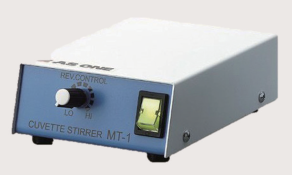 AS ONE
REV.CONTROL
LO HI
CUVETTE STIRRER MT-1